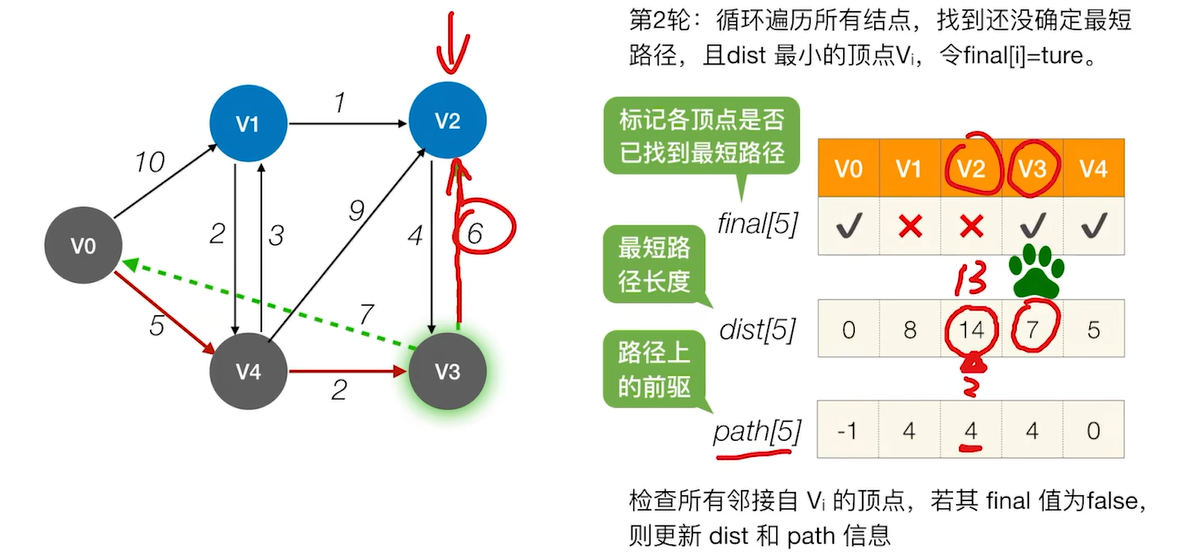 第2轮：循环遍历所有结点，找到还没确定最短
路径，且dist 最小的顶点Vᵢ，令final[i]=ture。
标记各顶点是否
已找到最短路径
V0 V1 V2 V3 V4
final[5] ✓ ✕ ✕ ✓ ✓
13
最短路
径长度
dist[5] 0 8 14 7 5
2
路径上
的前驱
path[5] -1 4 4 4 0
检查所有邻接自 Vᵢ 的顶点，若其 final 值为false，
则更新 dist 和 path 信息
V1
1
V2
10
2
3
9
4
6
V0
5
7
V4
2
V3